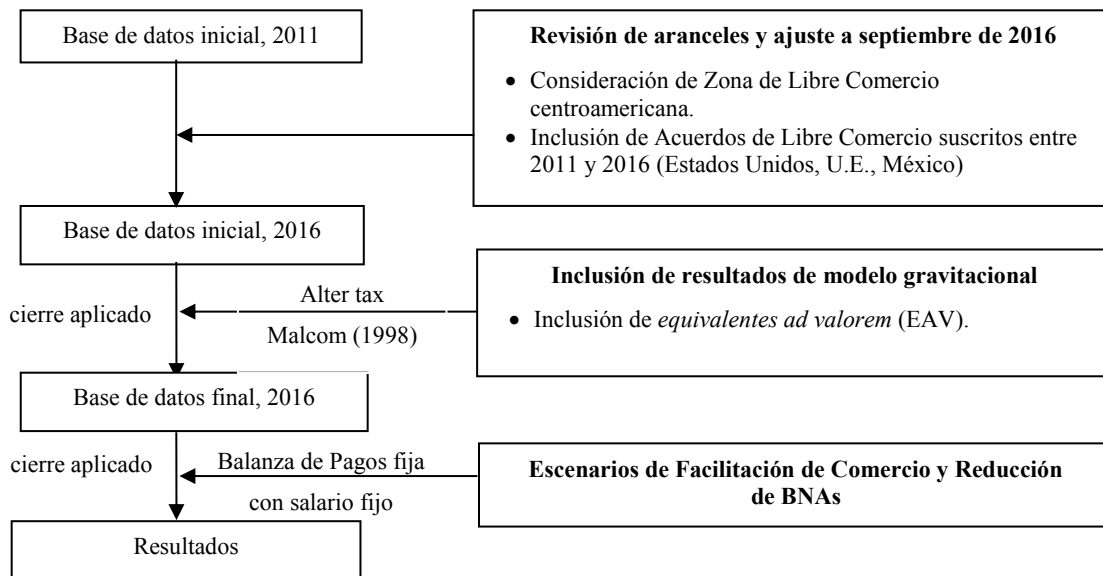 Base de datos inicial, 2011
Revisión de aranceles y ajuste a septiembre de 2016
• Consideración de Zona de Libre Comercio
centroamericana.
• Inclusión de Acuerdos de Libre Comercio suscritos entre
2011 y 2016 (Estados Unidos, U.E., México)
Base de datos inicial, 2016
cierre aplicado
Alter tax
Malcom (1998)
Inclusión de resultados de modelo gravitacional
• Inclusión de equivalentes ad valorem (EAV).
Base de datos final, 2016
cierre aplicado
Balanza de Pagos fija
con salario fijo
Escenarios de Facilitación de Comercio y Reducción
de BNAs
Resultados